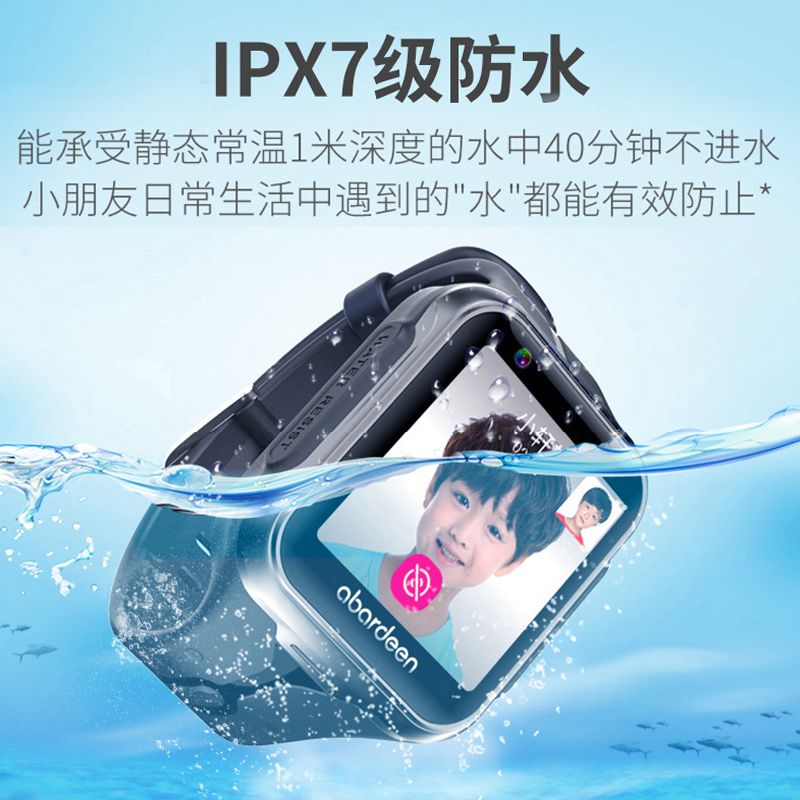 IPX7级防水
能承受静态常温1米深度的水中40分钟不进水
小朋友日常生活中遇到的"水"都能有效防止*
WATER RESIST
小轩
abardeen